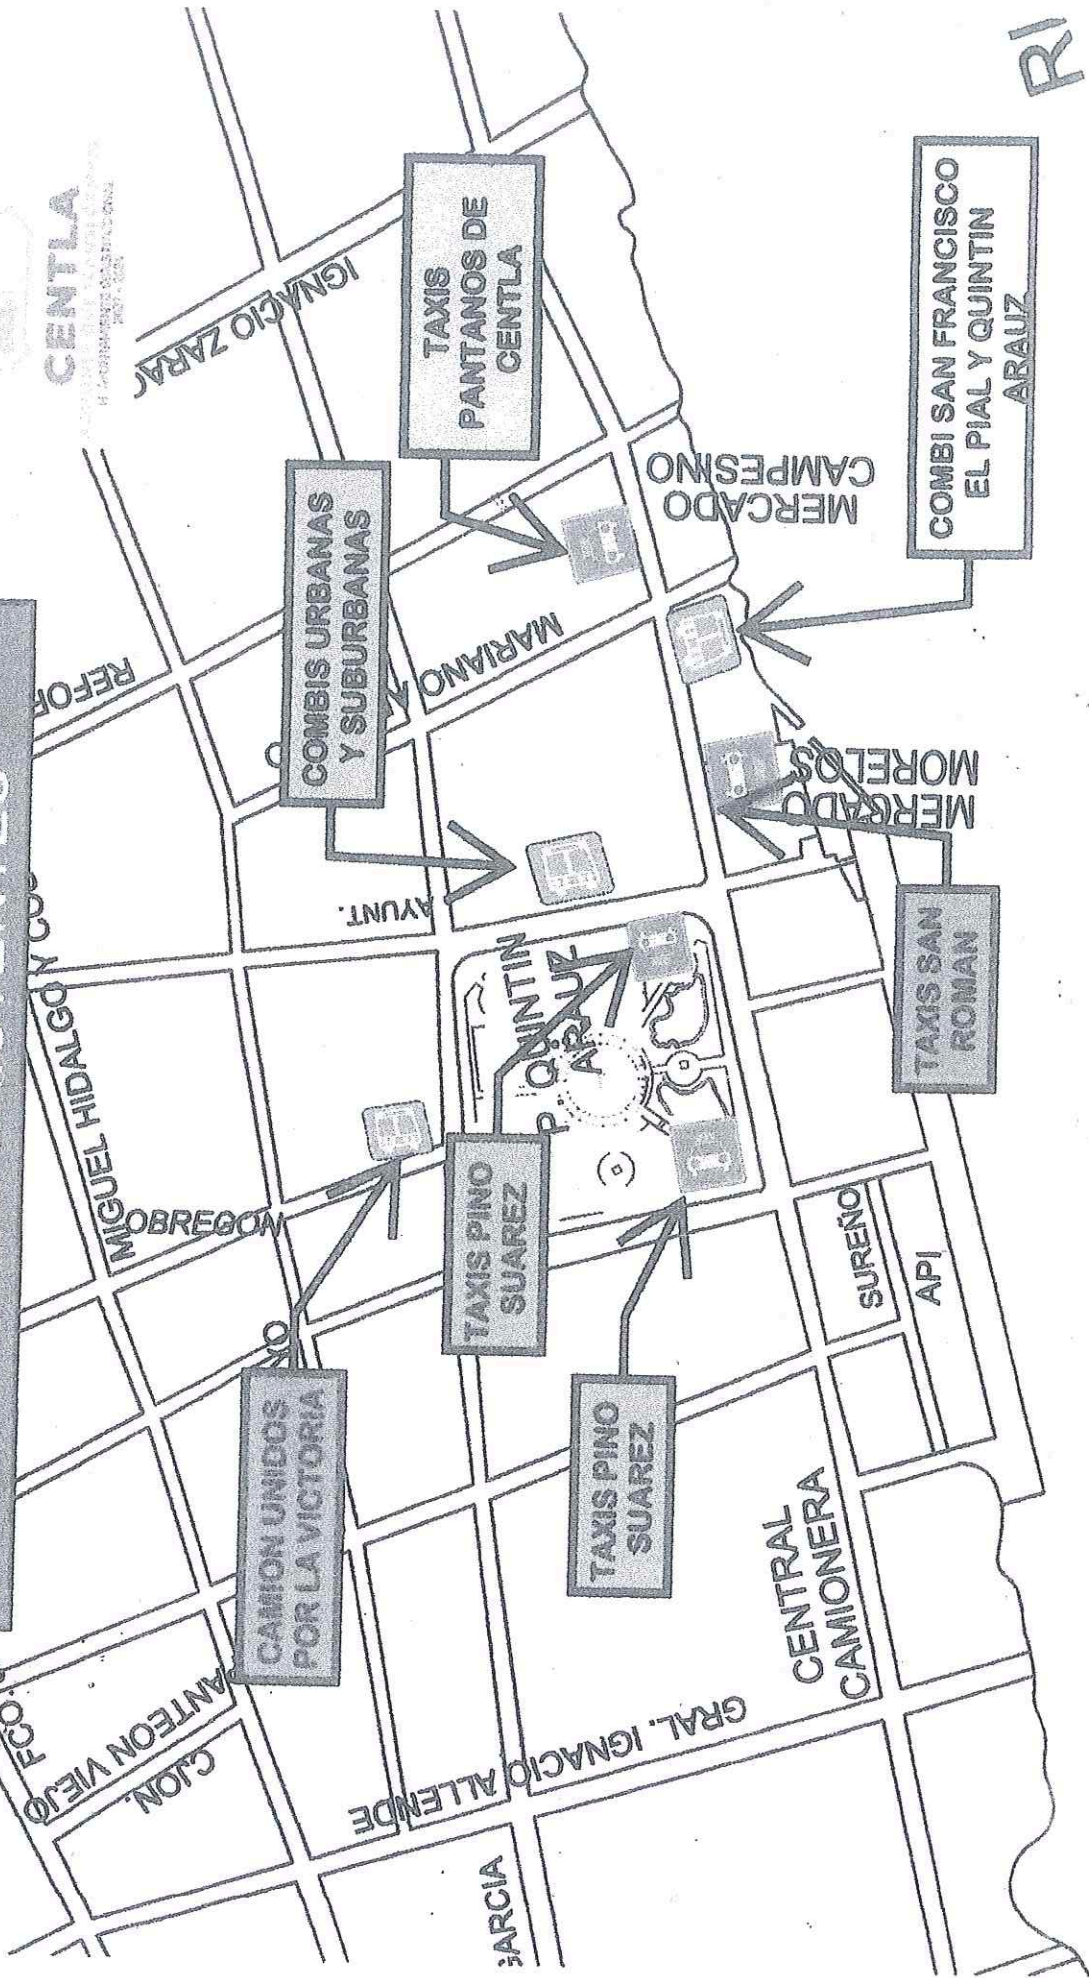 CENTLA
REFOR
MIGUEL HIDALGO Y COS
IGNACIO ZARAG
COMBIS URBANAS
Y SUBURBANAS
TAXIS
PANTANOS DE
CENTLA
MARIANO
AYUNT.
OBREGON
FCO.
PANTEON VIEJO
CJON.
CAMION UNIDOS
POR LA VICTORIA
P. QUINTIN
ARAUZ
TAXIS PINO
SUAREZ
TAXIS PINO
SUAREZ
MERCADO
CAMPESINO
MERCADO
MORELOS
COMBI SAN FRANCISCO
EL PIAL Y QUINTIN
ARAUZ
TAXIS SAN
ROMAN
SUREÑO
API
CENTRAL
CAMIONERA
GRAL. IGNACIO ALLENDE
GARCIA
RI